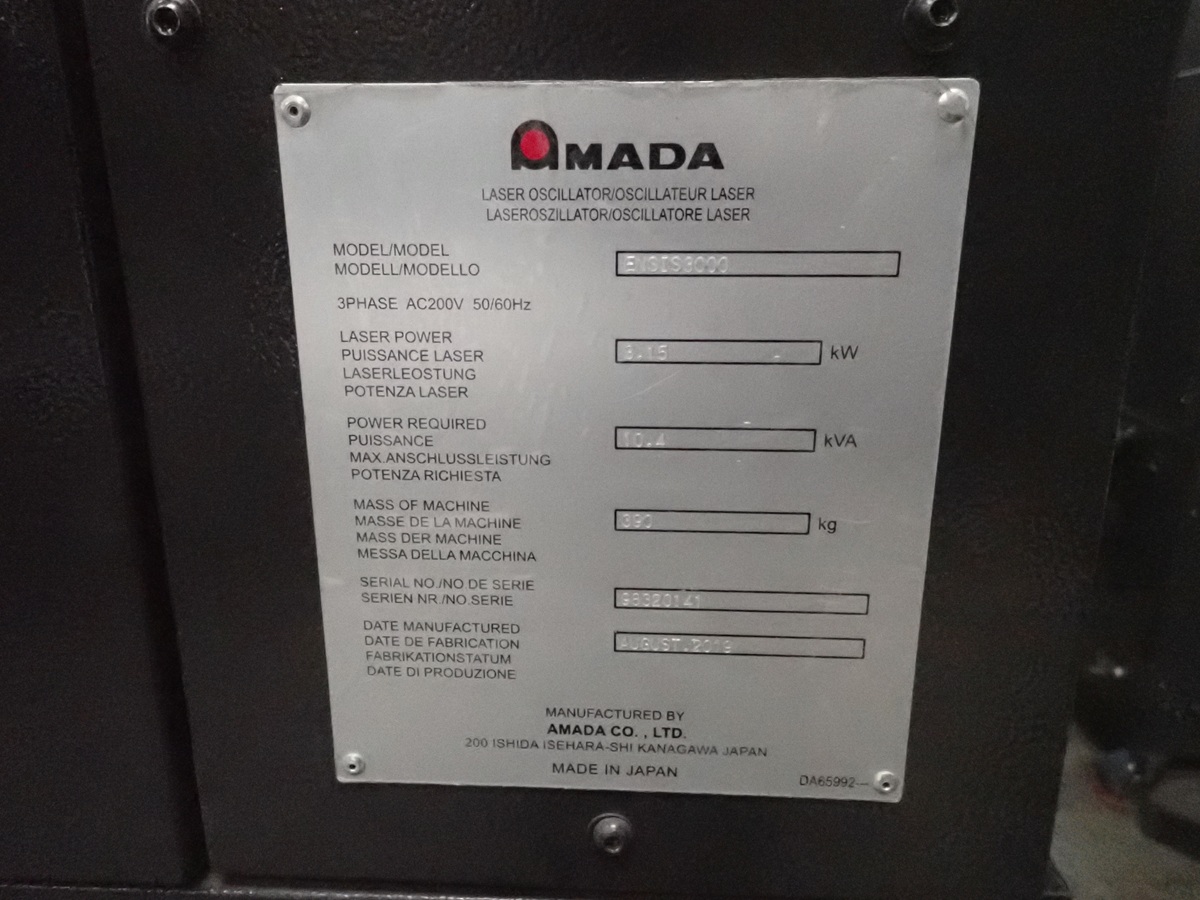 AMADA
LASER OSCILLATOR/OSCILLATEUR LASER
LASEROSZILLATOR/OSCILLATORE LASER
MODEL/MODEL
MODELL/MODELLO
ENSIS3000
3PHASE AC200V 50/60Hz
LASER POWER
PUISSANCE LASER
LASERLEOSTUNG
POTENZA LASER
3.15 kW
POWER REQUIRED
PUISSANCE
MAX.ANSCHLUSSLEISTUNG
POTENZA RICHIESTA
10.4 kVA
MASS OF MACHINE
MASSE DE LA MACHINE
MASS DER MACHINE
MESSA DELLA MACCHINA
390 kg
SERIAL NO./NO DE SERIE
SERIEN NR./NO.SERIE
98320141
DATE MANUFACTURED
DATE DE FABRICATION
FABRIKATIONSTATUM
DATE DI PRODUZIONE
AUGUST.2019
MANUFACTURED BY
AMADA CO. , LTD.
200 ISHIDA ISEHARA-SHI KANAGAWA JAPAN
MADE IN JAPAN
DA65992—